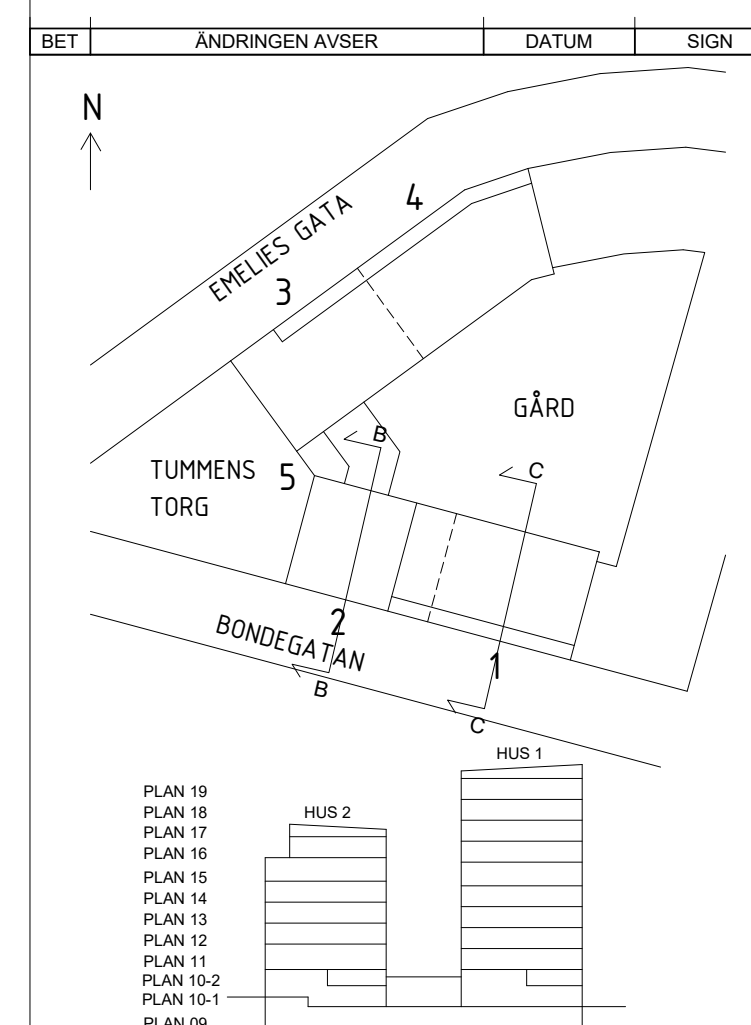 BET ÄNDRINGEN AVSER DATUM SIGN
N
EMELIES GATA
4
3
GÅRD
B
C
TUMMENS
TORG
5
BONDEGATAN
2
1
B
C
HUS 1
HUS 2
PLAN 19
PLAN 18
PLAN 17
PLAN 16
PLAN 15
PLAN 14
PLAN 13
PLAN 12
PLAN 11
PLAN 10-2
PLAN 10-1
PLAN 09